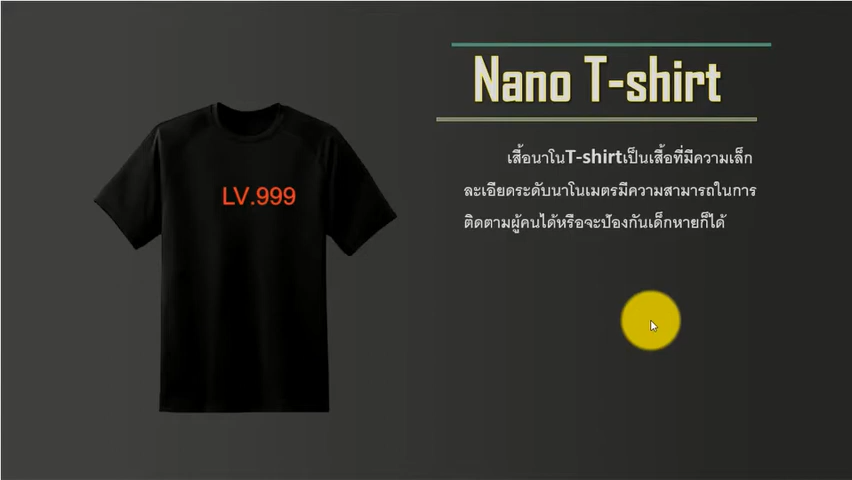 Nano T-shirt
LV.999
เสื้อนาโนT-shirtเป็นเสื้อที่มีความเล็ก
ละเอียดระดับนาโนเมตรมีความสามารถในการ
ติดตามผู้คนได้หรือจะป้องกันเด็กหายก็ได้